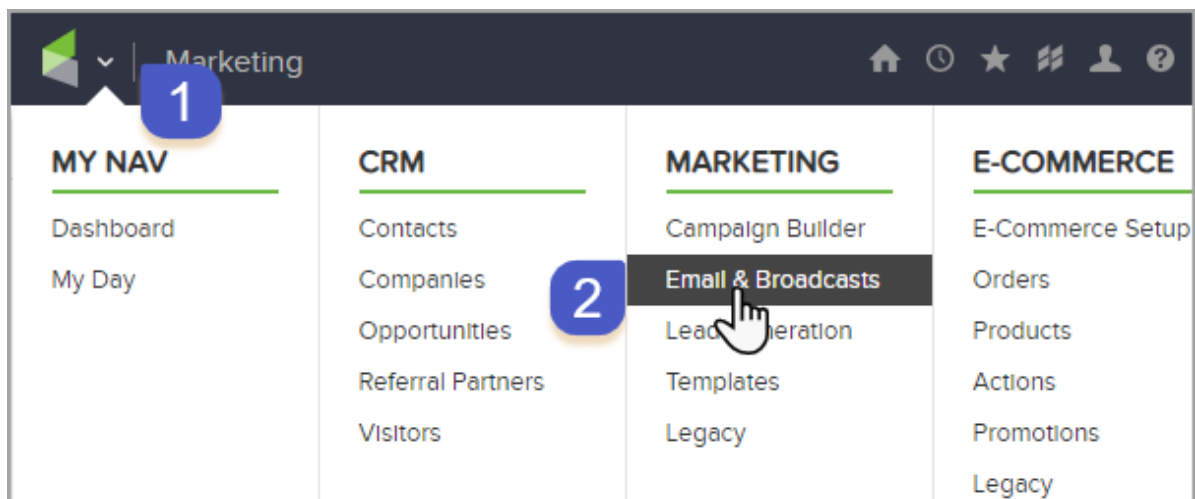 Marketing
1
MY NAV
Dashboard
My Day
CRM
Contacts
Companies
Opportunities
Referral Partners
Visitors
2
MARKETING
Campaign Builder
Email & Broadcasts
Templates
Legacy
E-COMMERCE
E-Commerce Setup
Orders
Products
Actions
Promotions
Legacy